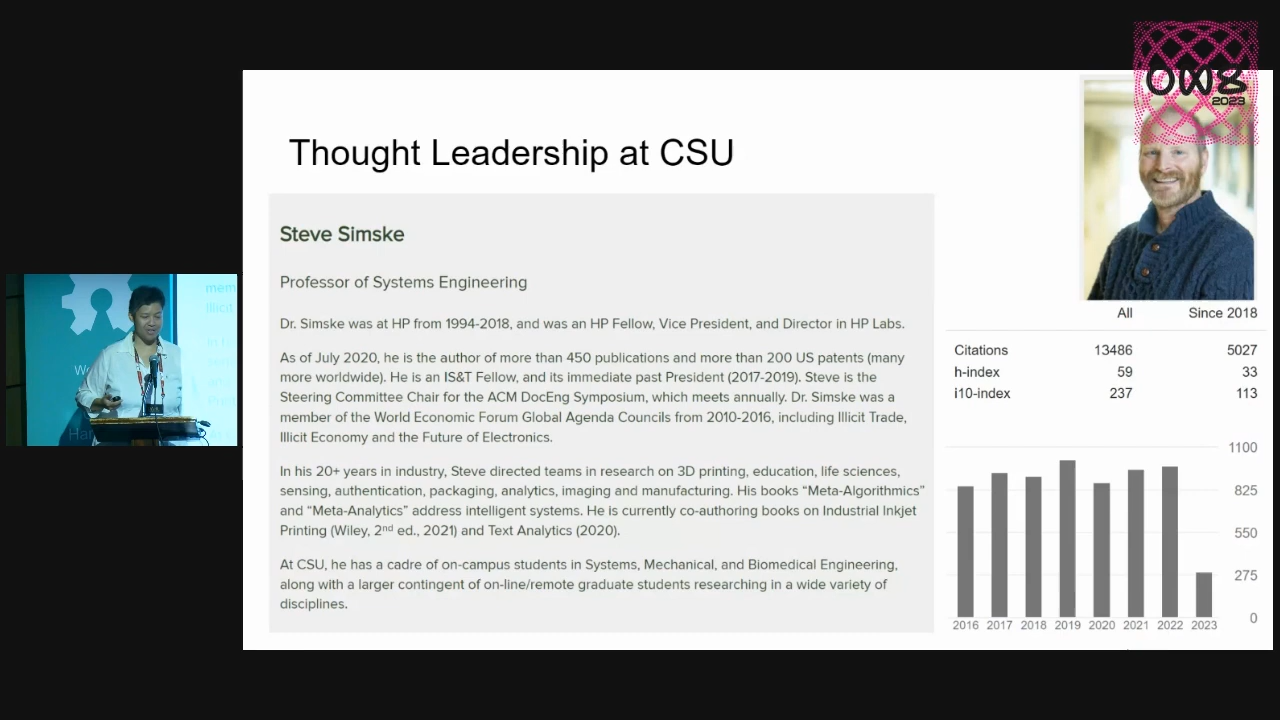 OW8
2023
Thought Leadership at CSU
Steve Simske
Professor of Systems Engineering
Dr. Simske was at HP from 1994-2018, and was an HP Fellow, Vice President, and Director in HP Labs.
As of July 2020, he is the author of more than 450 publications and more than 200 US patents (many
more worldwide). He is an IS&T Fellow, and its immediate past President (2017-2019). Steve is the
Steering Committee Chair for the ACM DocEng Symposium, which meets annually. Dr. Simske was a
member of the World Economic Forum Global Agenda Councils from 2010-2016, including Illicit Trade,
Illicit Economy and the Future of Electronics.
In his 20+ years in industry, Steve directed teams in research on 3D printing, education, life sciences,
sensing, authentication, packaging, analytics, imaging and manufacturing. His books “Meta-Algorithmics”
and “Meta-Analytics” address intelligent systems. He is currently co-authoring books on Industrial Inkjet
Printing (Wiley, 2nd ed., 2021) and Text Analytics (2020).
At CSU, he has a cadre of on-campus students in Systems, Mechanical, and Biomedical Engineering,
along with a larger contingent of on-line/remote graduate students researching in a wide variety of
disciplines.
All Since 2018
Citations 13486 5027
h-index 59 33
i10-index 237 113
1100
825
550
275
0
2016 2017 2018 2019 2020 2021 2022 2023